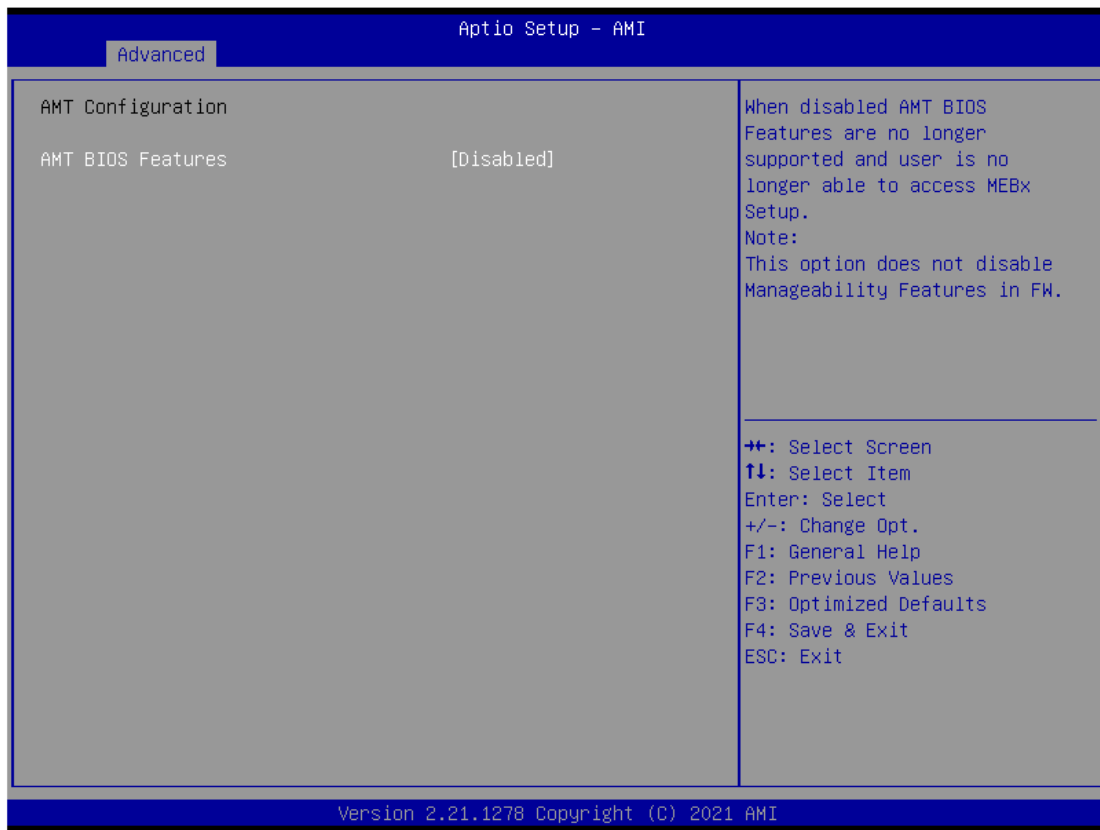 Aptio Setup – AMI
Advanced
AMT Configuration
AMT BIOS Features [Disabled]
When disabled AMT BIOS
Features are no longer
supported and user is no
longer able to access MEBx
Setup.
Note:
This option does not disable
Manageability Features in FW.
→←: Select Screen
↑↓: Select Item
Enter: Select
+/-: Change Opt.
F1: General Help
F2: Previous Values
F3: Optimized Defaults
F4: Save & Exit
ESC: Exit
Version 2.21.1278 Copyright (C) 2021 AMI